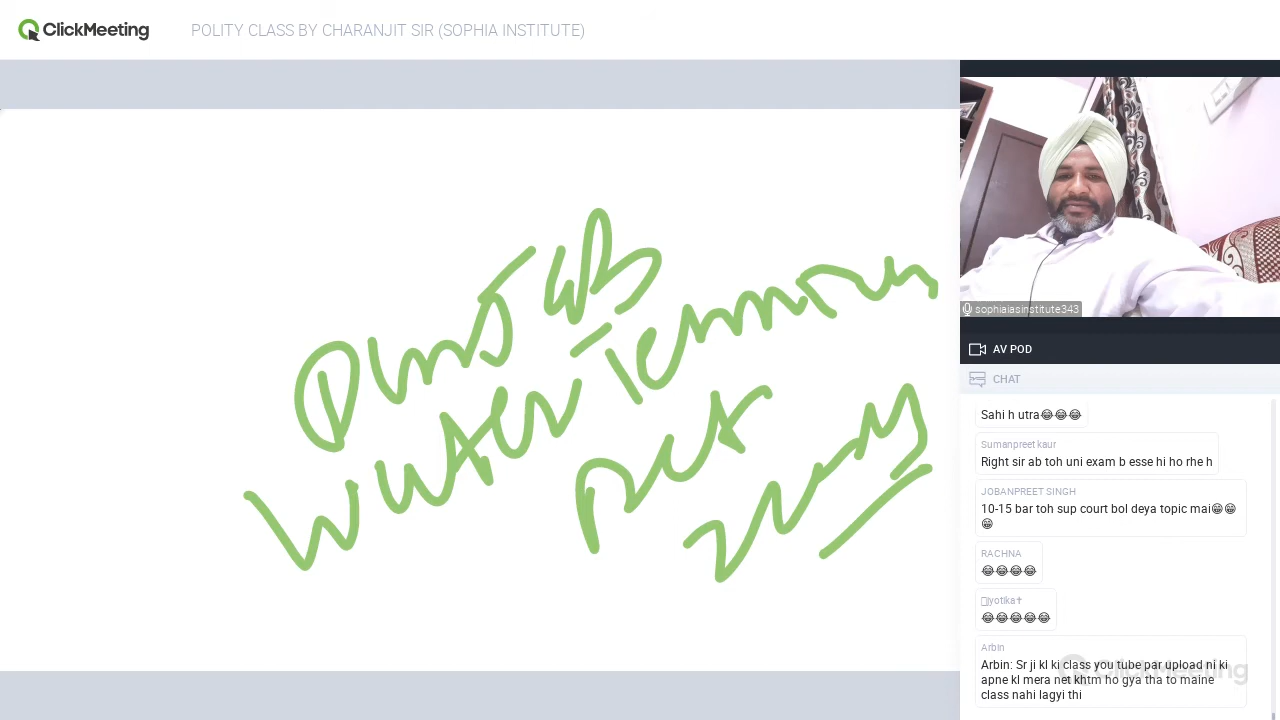 ClickMeeting
POLITY CLASS BY CHARANJIT SIR (SOPHIA INSTITUTE)
Punjab
Water Termination
Act
sophiaiasinstitute343
AV POD
CHAT
Sahi h utra😂😂😂
Sumanpreet kaur
Right sir ab toh uni exam b esse hi ho rhe h
JOBANPREET SINGH
10-15 bar toh sup court bol deya topic mai😁😁
😁
RACHNA
😂😂😂😂
yotika✝
😂😂😂😂😂
Arbin
Arbin: Sr ji kl ki class you tube par upload ni ki
apne kl mera net khtm ho gya tha to maine
class nahi lagyi thi
ClickMeeting